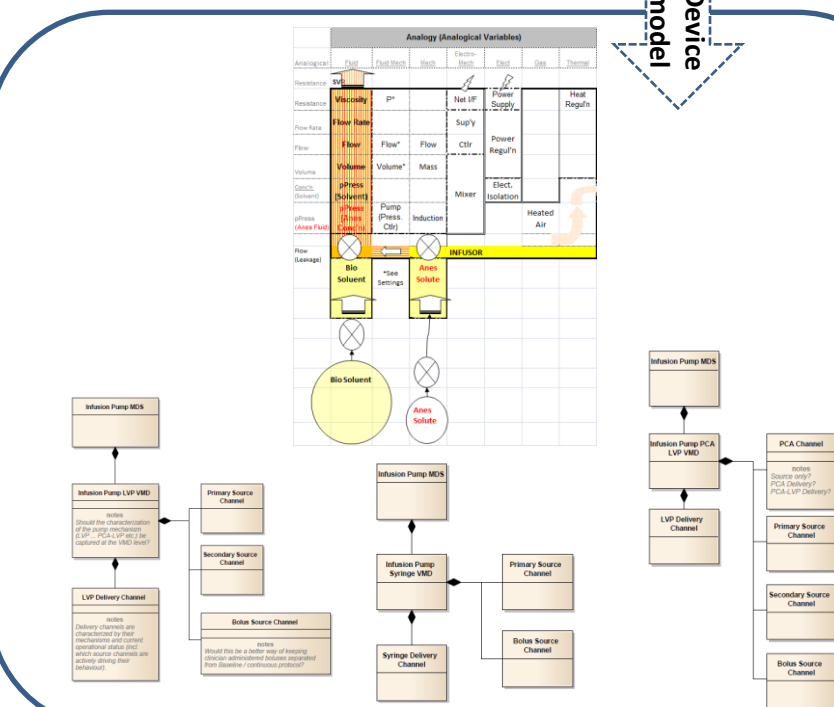 Device
model
Analogy (Analogical Variables)
Analogical
Fluid
Fluid Mech
Mech
Electro-
Mech
Elect
Gas
Thermal
Resistance
SVR
Resistance
Viscosity
P*
Net I/F
Power
Supply
Heat
Regul'n
Flow Rate
Flow Rate
Sup'y
Flow
Flow
Flow*
Flow
Ctlr
Power
Regul'n
Volume
Volume
Volume*
Mass
Conc'n
(Solvent)
pPress
(Solvent)
Mixer
Elect.
Isolation
pPress
(Anes Fluid)
pPress
(Anes
Conc'n)
Pump
(Press.
Ctlr)
Induction
Heated
Air
Flow
(Leakage)
INFUSOR
Bio
Soluent
*See
Settings
Anes
Solute
Bio Soluent
Anes
Solute
Infusion Pump MDS
Infusion Pump LVP VMD
notes
Should the characterization
of the pump mechanism
(LVP ... PCA-LVP etc.) be
captured at the VMD level?
Primary Source
Channel
Secondary Source
Channel
LVP Delivery Channel
notes
Delivery channels are
characterized by their
mechanisms and current
operational status (incl.
which source channels are
actively driving their
behaviour).
Bolus Source Channel
notes
Would this be a better way of keeping
clinician administered boluses separated
from Baseline / continuous protocol?
Infusion Pump MDS
Infusion Pump
Syringe VMD
Primary Source
Channel
Syringe Delivery
Channel
Bolus Source
Channel
Infusion Pump MDS
Infusion Pump PCA
LVP VMD
PCA Channel
notes
Source only?
PCA Delivery?
PCA-LVP Delivery?
LVP Delivery
Channel
Primary Source
Channel
Secondary Source
Channel
Bolus Source
Channel